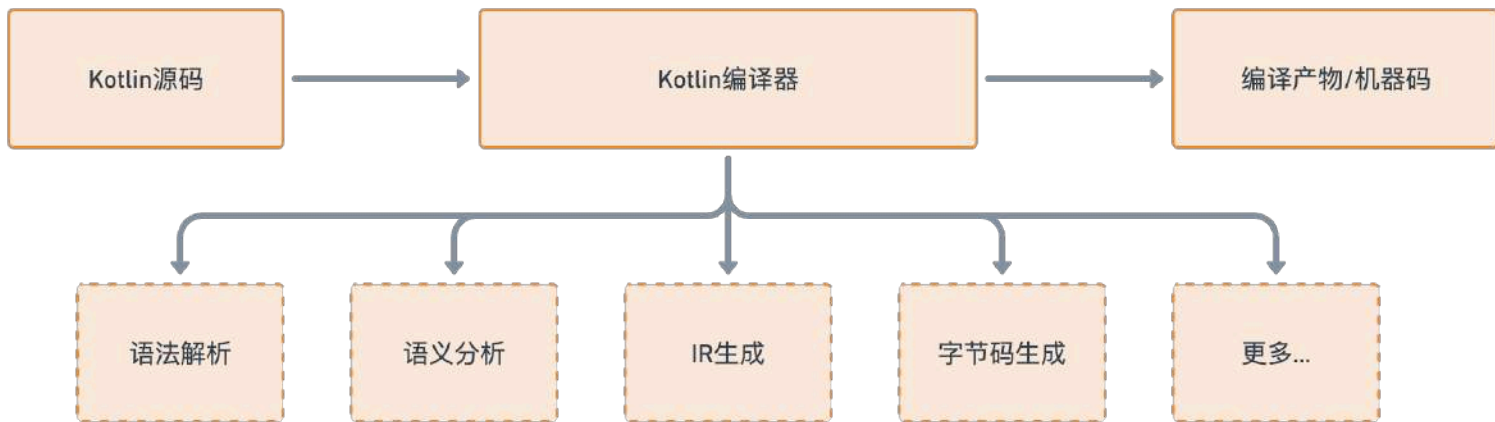 Kotlin源码
Kotlin编译器
编译产物/机器码
语法解析
语义分析
IR生成
字节码生成
更多...